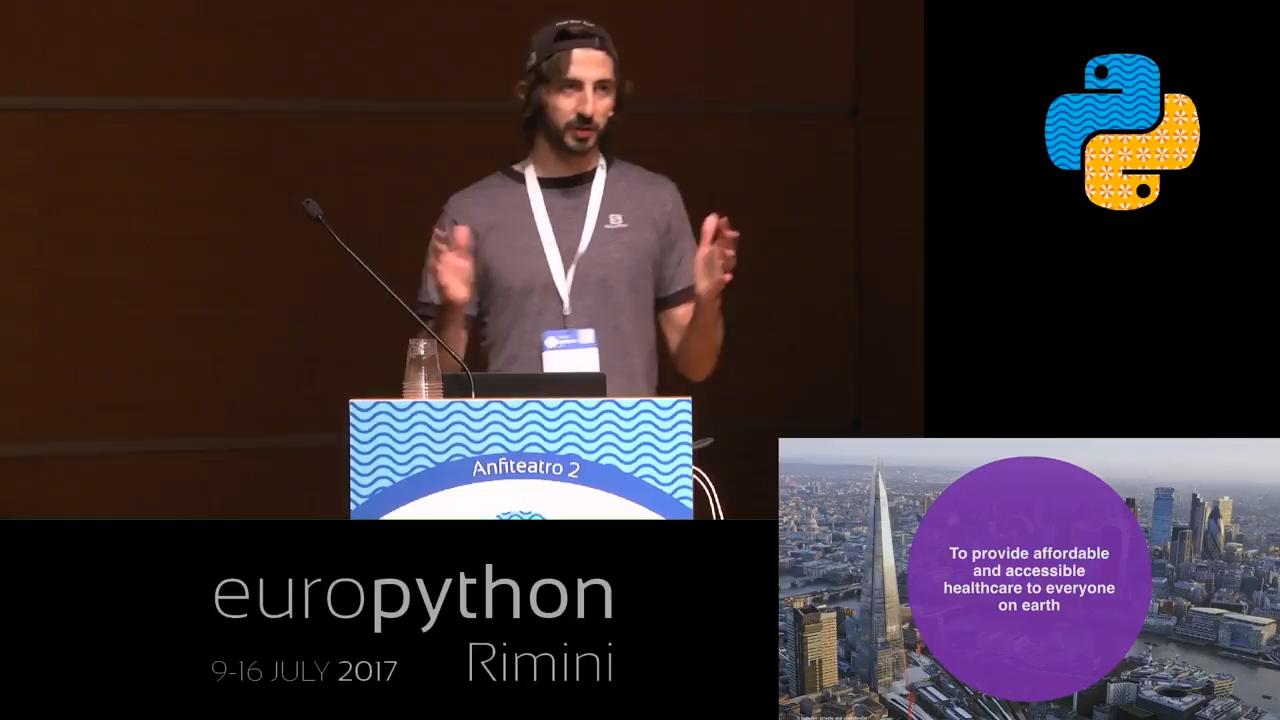 Anfiteatro 2
To provide affordable
and accessible
healthcare to everyone
on earth
europython
Rimini
9-16 JULY 2017